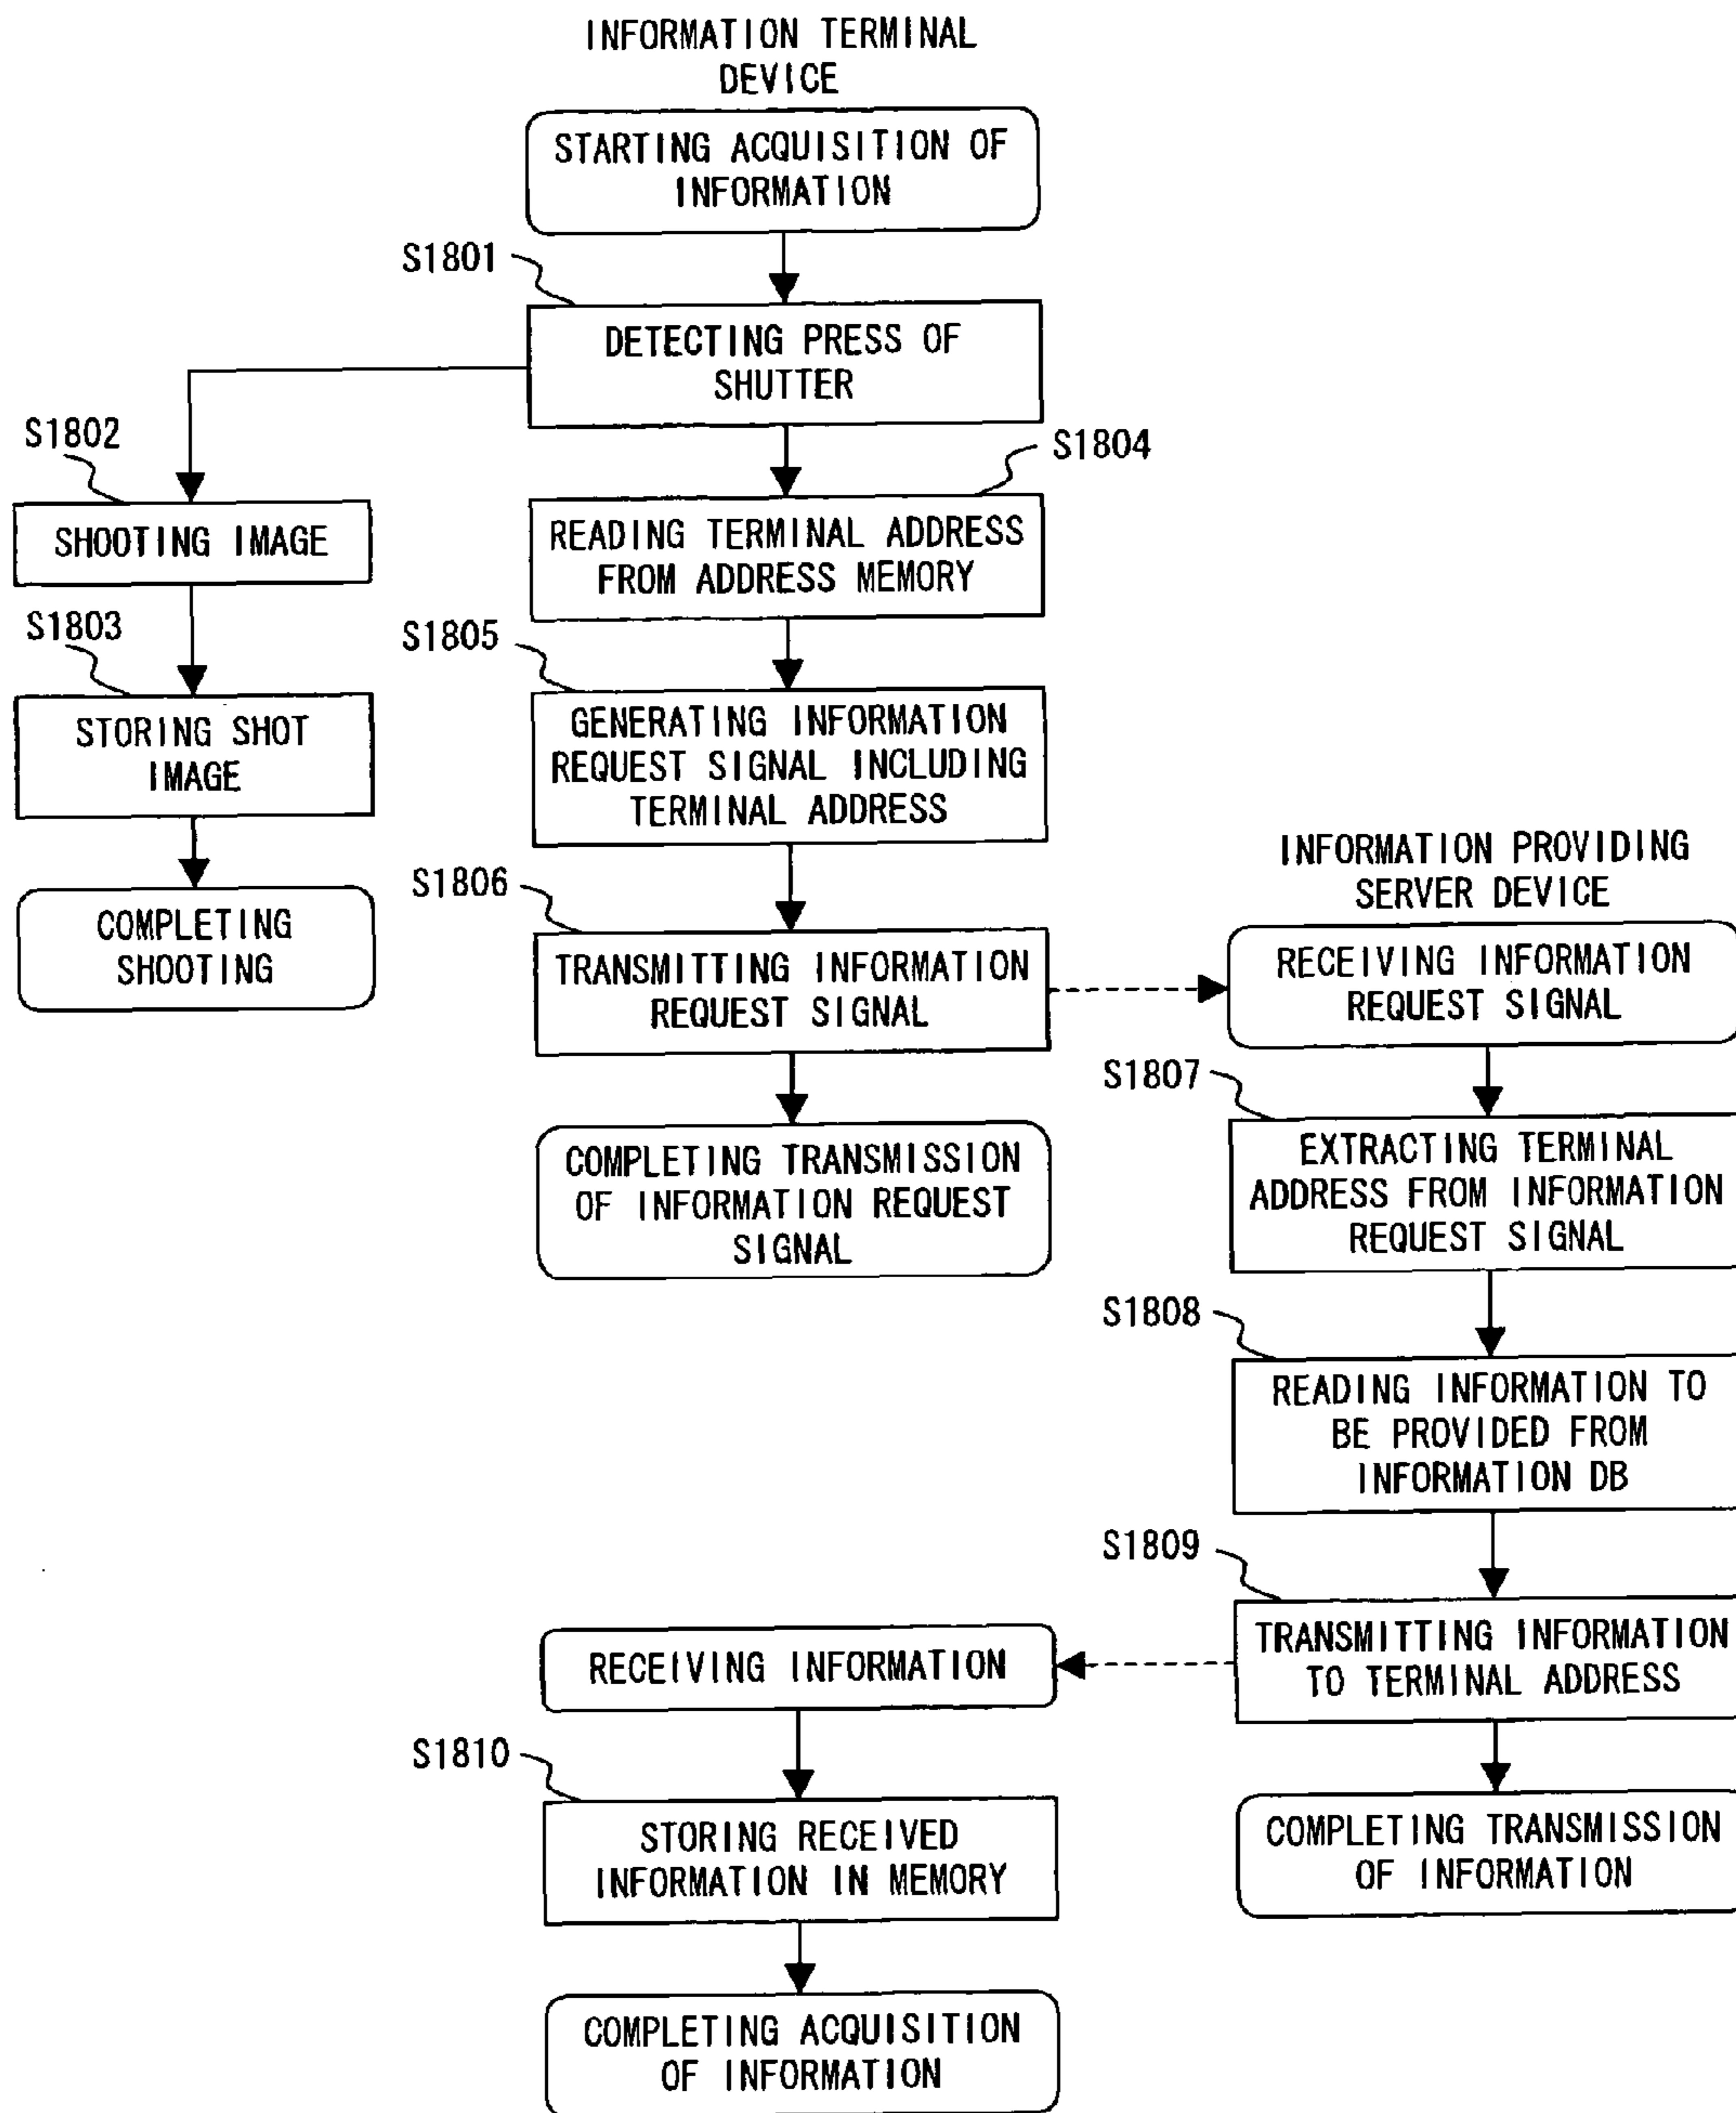 INFORMATION TERMINAL
DEVICE
STARTING ACQUISITION OF
INFORMATION
S1801
DETECTING PRESS OF
SHUTTER
S1802
SHOOTING IMAGE
S1803
STORING SHOT
IMAGE
COMPLETING
SHOOTING
S1804
READING TERMINAL ADDRESS
FROM ADDRESS MEMORY
S1805
GENERATING INFORMATION
REQUEST SIGNAL INCLUDING
TERMINAL ADDRESS
S1806
TRANSMITTING INFORMATION
REQUEST SIGNAL
COMPLETING TRANSMISSION
OF INFORMATION REQUEST
SIGNAL
INFORMATION PROVIDING
SERVER DEVICE
RECEIVING INFORMATION
REQUEST SIGNAL
S1807
EXTRACTING TERMINAL
ADDRESS FROM INFORMATION
REQUEST SIGNAL
S1808
READING INFORMATION TO
BE PROVIDED FROM
INFORMATION DB
S1809
TRANSMITTING INFORMATION
TO TERMINAL ADDRESS
COMPLETING TRANSMISSION
OF INFORMATION
RECEIVING INFORMATION
S1810
STORING RECEIVED
INFORMATION IN MEMORY
COMPLETING ACQUISITION
OF INFORMATION